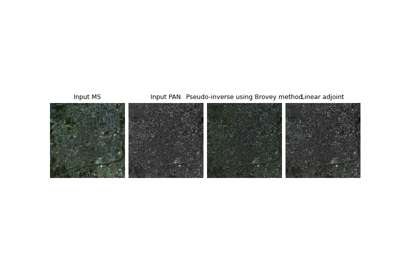 Input MS
Input PAN
Pseudo-inverse using Brovey method
Linear adjoint